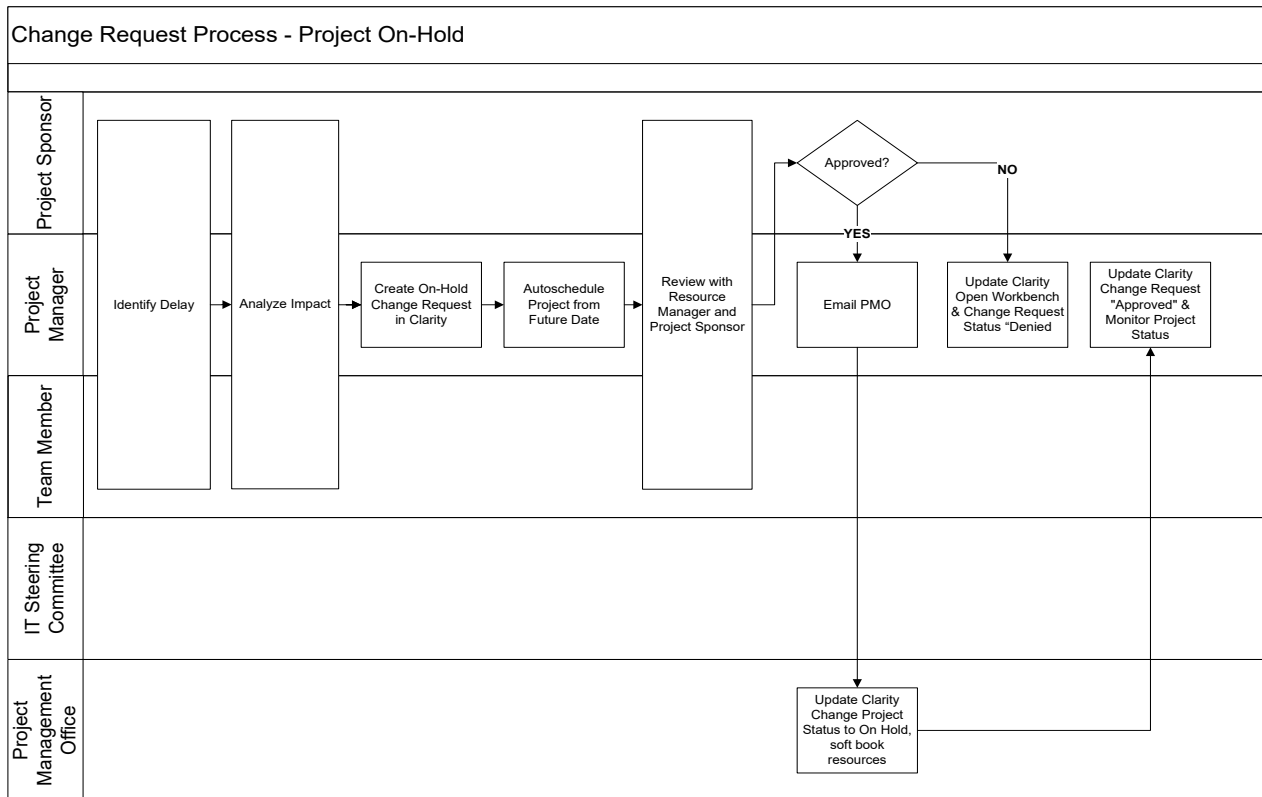 Change Request Process - Project On-Hold
Project Sponsor
Approved?
NO
YES
Project
Manager
Identify Delay
Analyze Impact
Create On-Hold
Change Request
in Clarity
Autoschedule
Project from
Future Date
Review with
Resource
Manager and
Project Sponsor
Email PMO
Update Clarity
Open Workbench
& Change Request
Status “Denied
Update Clarity
Change Request
"Approved" &
Monitor Project
Status
Team Member
IT Steering
Committee
Project
Management
Office
Update Clarity
Change Project
Status to On Hold,
soft book
resources